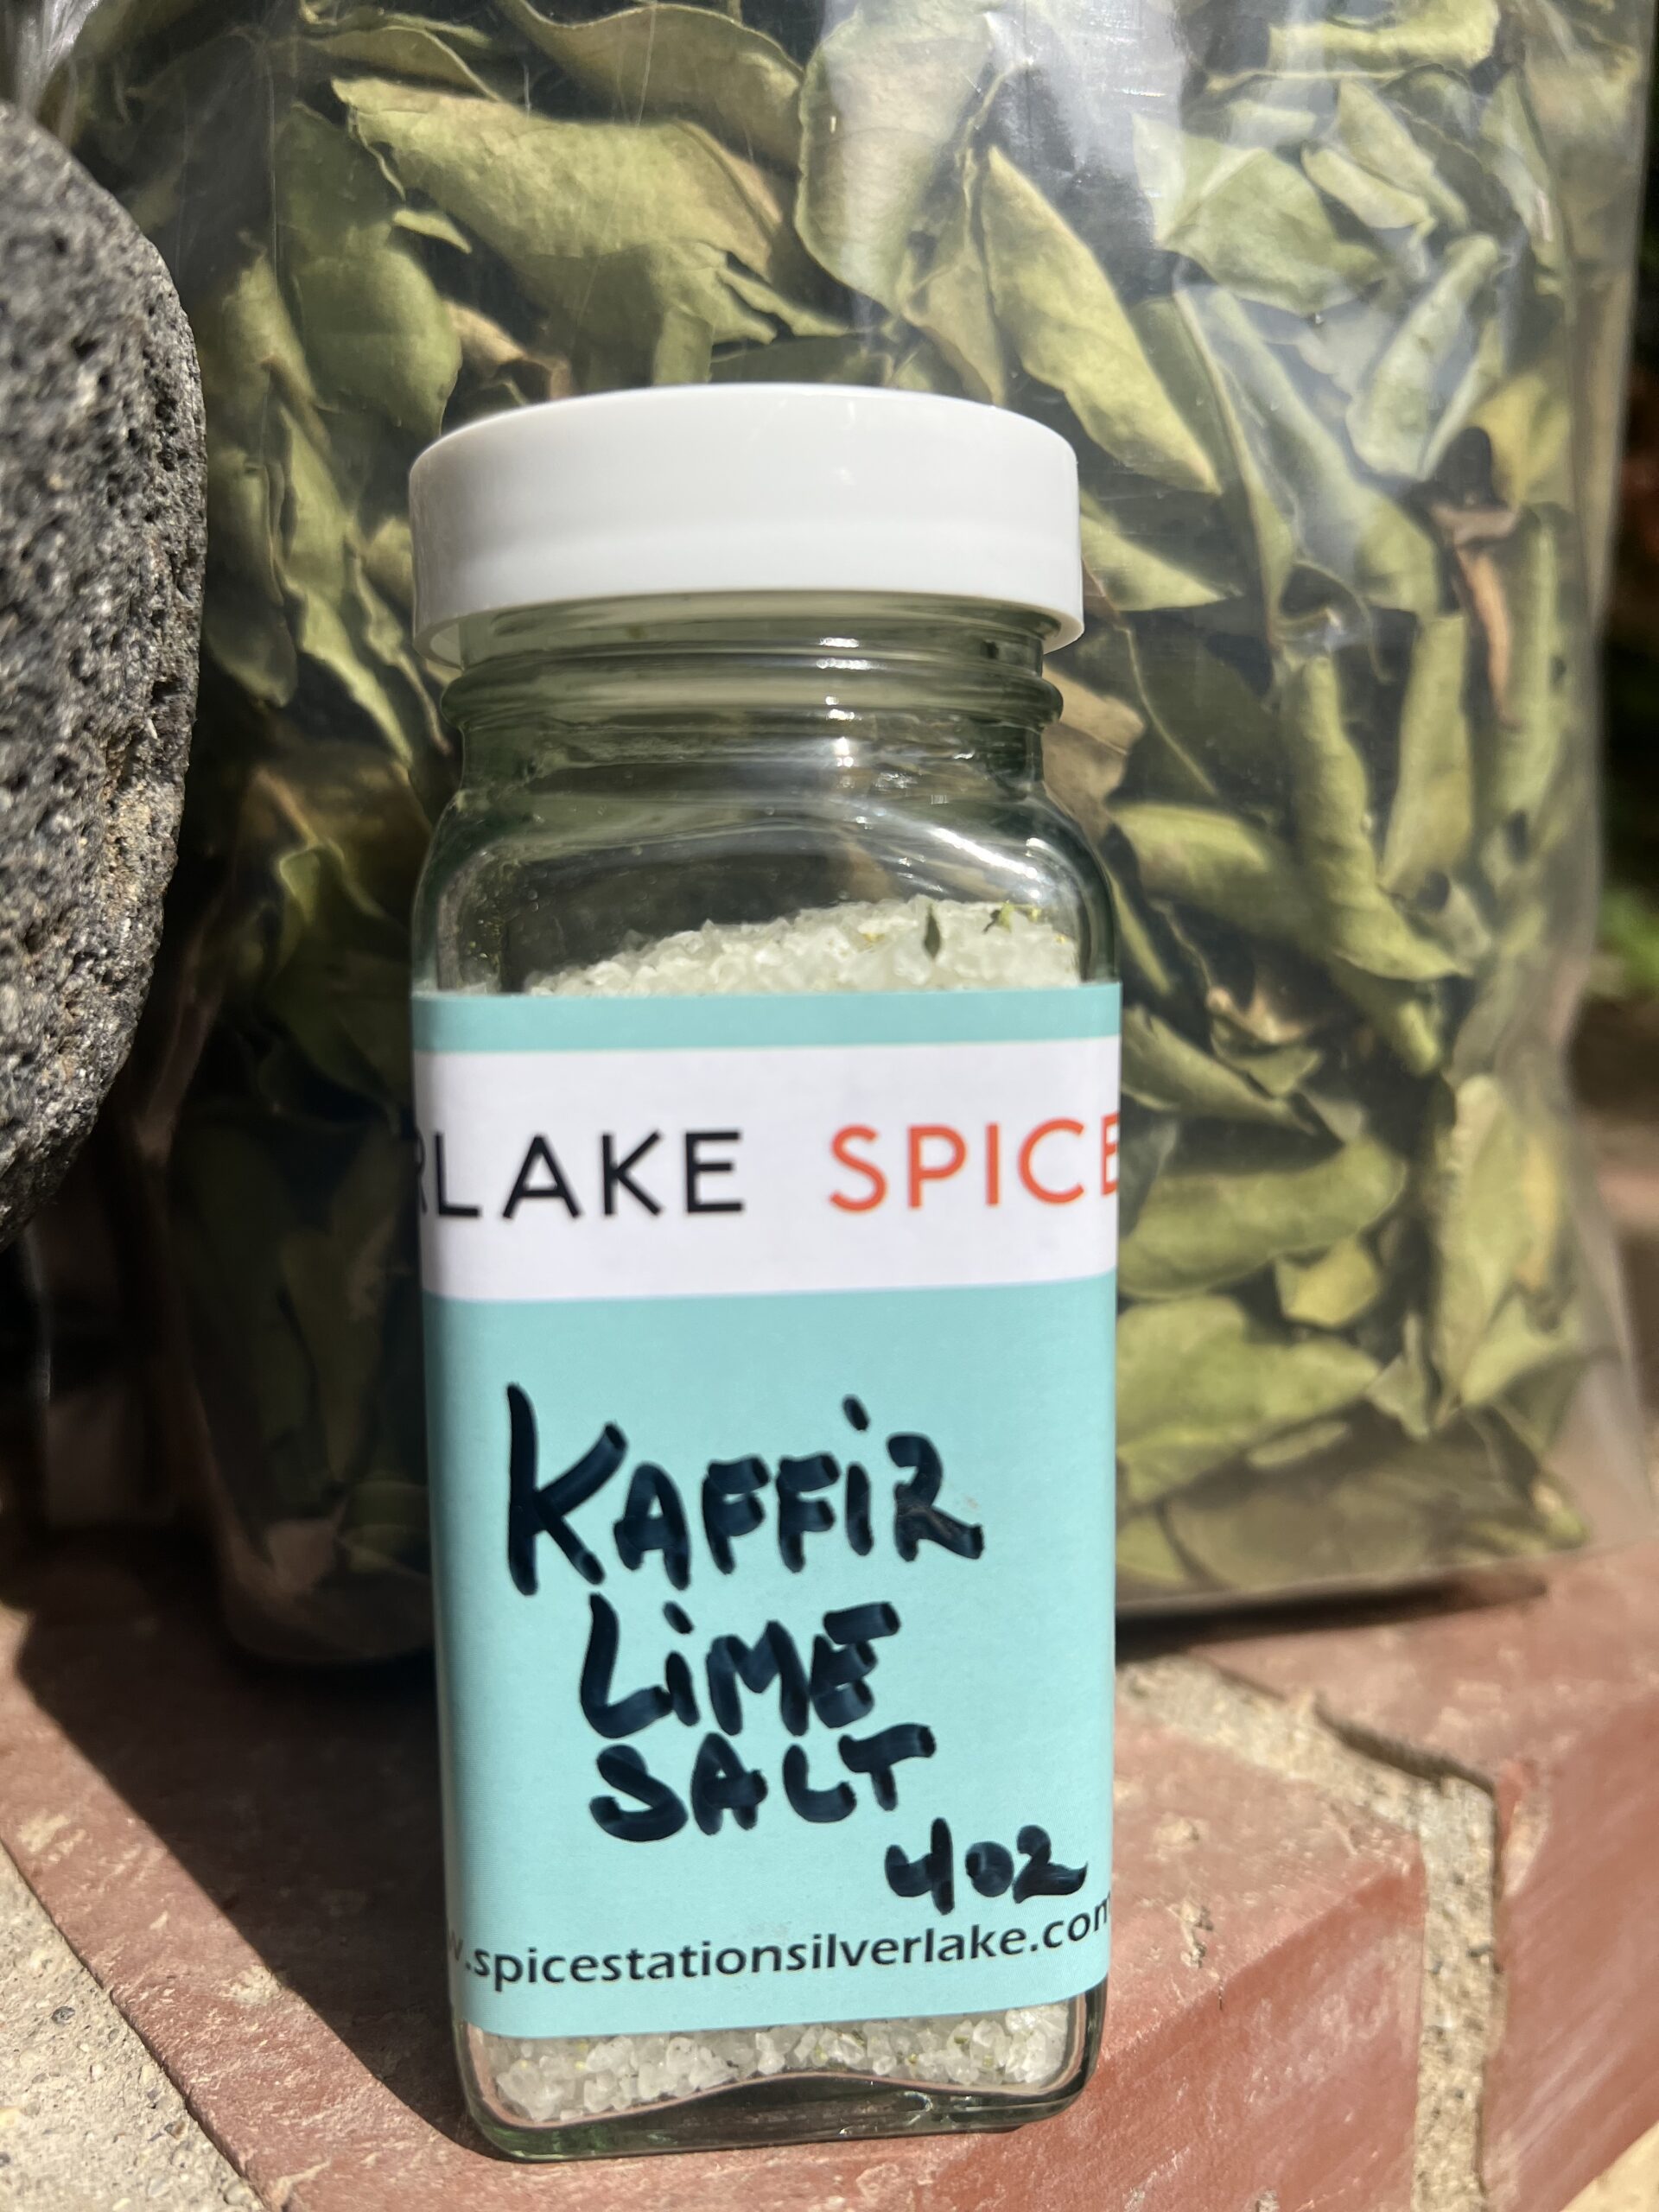 RLAKE SPICE
KAFFiR
LiME
SALT
4oz
w.spicestationsilverlake.com